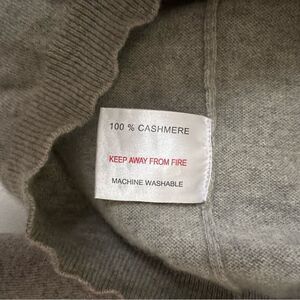 100 % CASHMERE
KEEP AWAY FROM FIRE
MACHINE WASHABLE